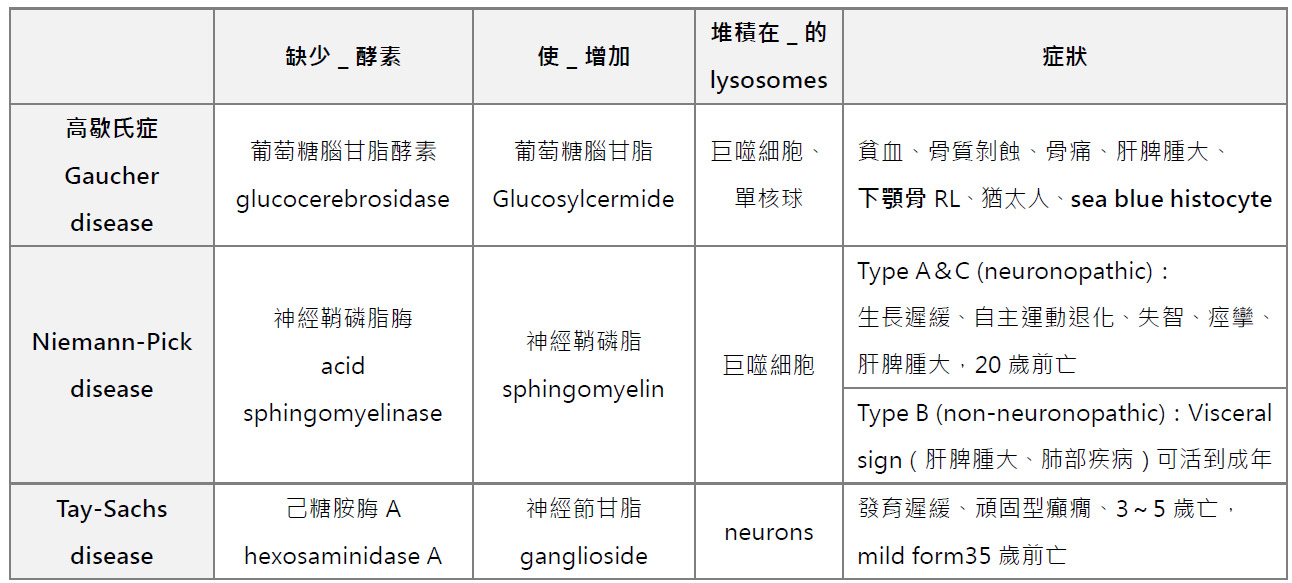 缺少 _ 酵素
使 _ 增加
堆積在 _ 的
lysosomes
症狀
高歇氏症
Gaucher
disease
葡萄糖腦甘脂酵素
glucocerebrosidase
葡萄糖腦甘脂
Glucosylcermide
巨噬細胞、
單核球
貧血、骨質剝蝕、骨痛、肝脾腫大、
下顎骨 RL、猶太人、sea blue histocyte
Niemann-Pick
disease
神經鞘磷脂脢
acid
sphingomyelinase
神經鞘磷脂
sphingomyelin
巨噬細胞
Type A＆C (neuronopathic)：
生長遲緩、自主運動退化、失智、痙攣、
肝脾腫大，20 歲前亡
Type B (non-neuronopathic)：Visceral
sign（肝脾腫大、肺部疾病）可活到成年
Tay-Sachs
disease
己糖胺脢 A
hexosaminidase A
神經節甘脂
ganglioside
neurons
發育遲緩、頑固型癲癇、3～5 歲亡，
mild form35 歲前亡